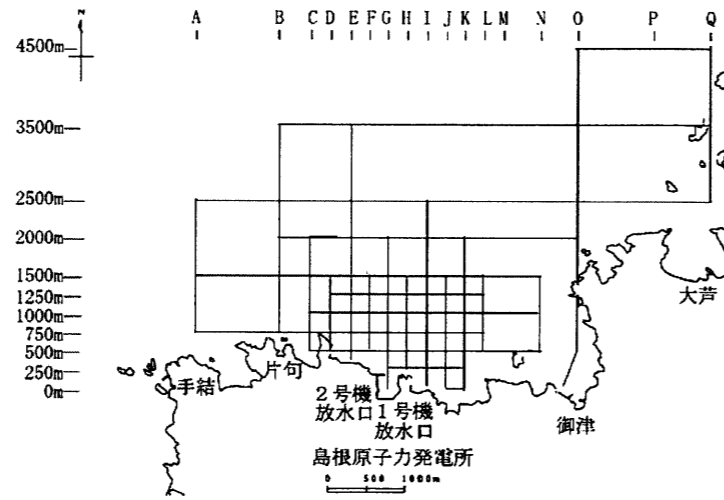 A B C D E F G H I J K L M N O P Q
N
4500m
3500m
2500m
2000m
1500m
1250m
1000m
750m
500m
250m
0m
大芦
手結
片句
2号機
放水口
1号機
放水口
御津
島根原子力発電所
0 500 1000m